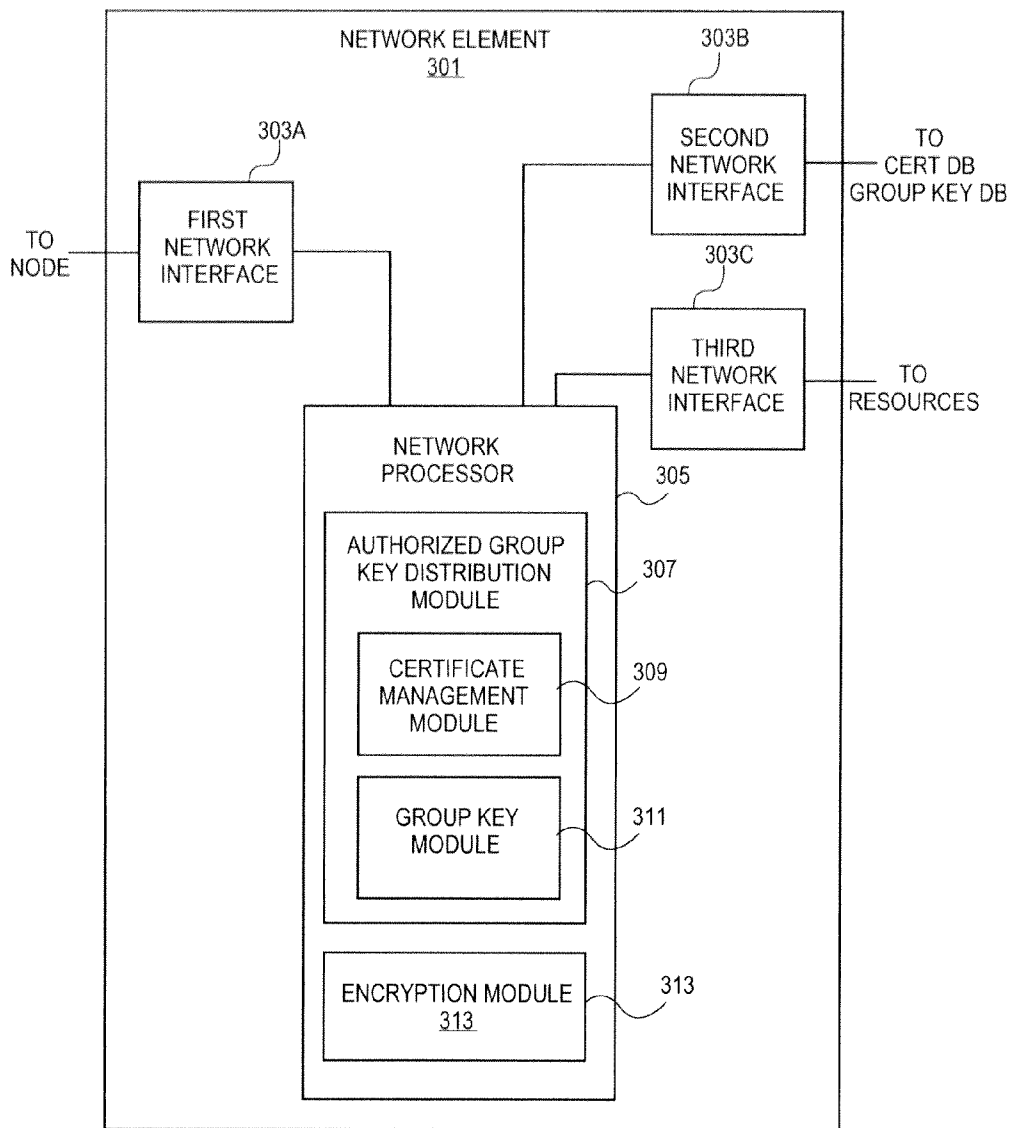 NETWORK ELEMENT
301
303B
SECOND
NETWORK
INTERFACE
TO
CERT DB
GROUP KEY DB
303A
FIRST
NETWORK
INTERFACE
TO
NODE
303C
THIRD
NETWORK
INTERFACE
TO
RESOURCES
NETWORK
PROCESSOR
305
AUTHORIZED GROUP
KEY DISTRIBUTION
MODULE
307
CERTIFICATE
MANAGEMENT
MODULE
309
GROUP KEY
MODULE
311
ENCRYPTION MODULE
313
313